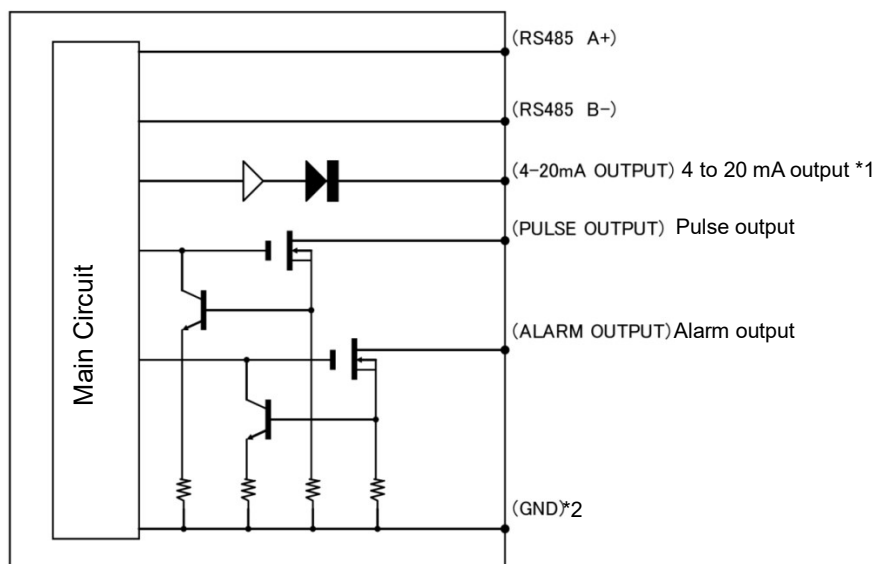 (RS485 A+)
(RS485 B-)
(4-20mA OUTPUT) 4 to 20 mA output *1
(PULSE OUTPUT) Pulse output
(ALARM OUTPUT) Alarm output
Main Circuit
(GND)*2